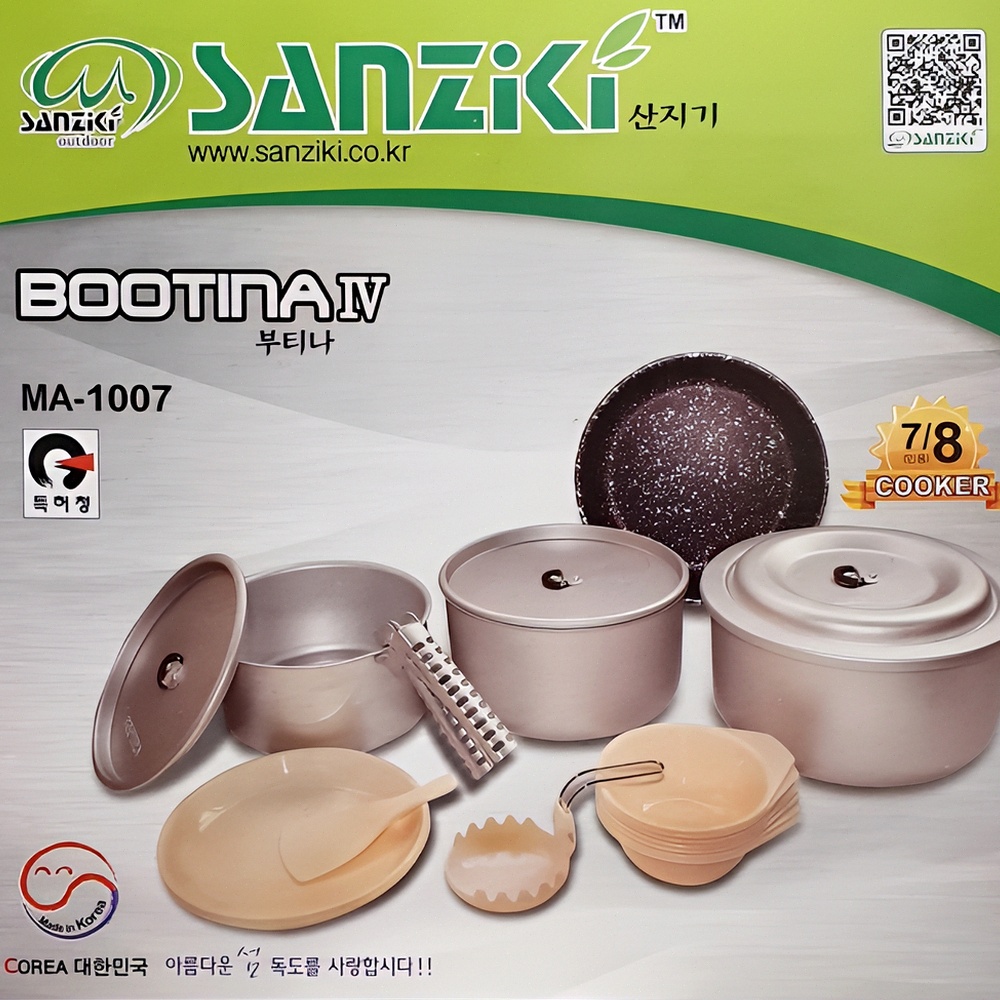 SANZIKI™
산지기
www.sanziki.co.kr
SANZIKI
outdoor
SANZIKI
BOOTINA Ⅳ
부티나
MA-1007
특허청
7/8
COOKER
Made in Korea
COREA 대한민국 아름다운 섬 독도를 사랑합시다!!